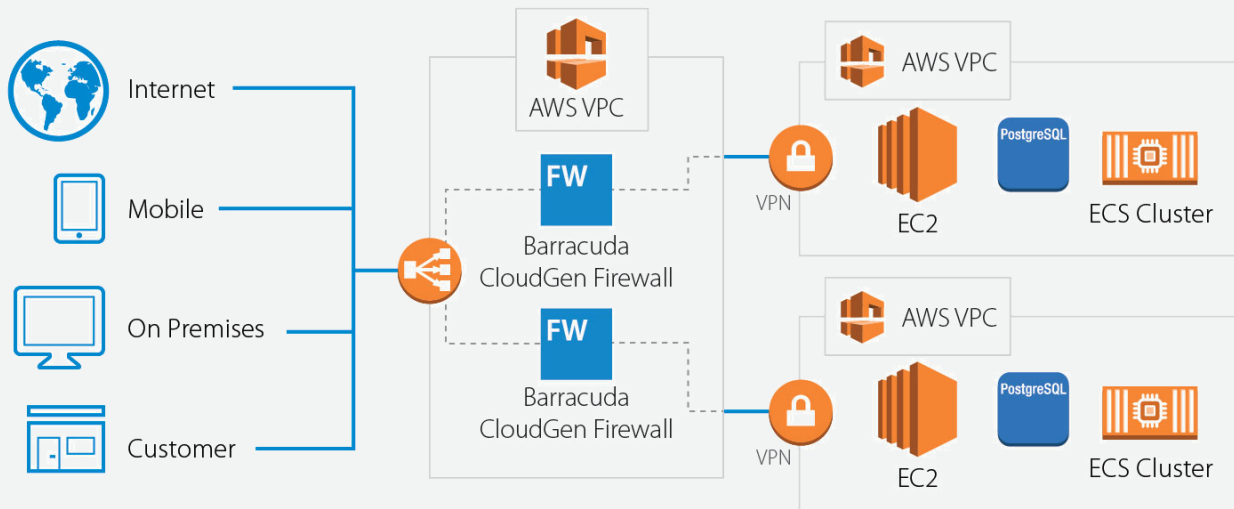 Internet
Mobile
On Premises
Customer
AWS VPC
FW
Barracuda
CloudGen Firewall
FW
Barracuda
CloudGen Firewall
AWS VPC
VPN
EC2
PostgreSQL
ECS Cluster
AWS VPC
VPN
EC2
PostgreSQL
ECS Cluster